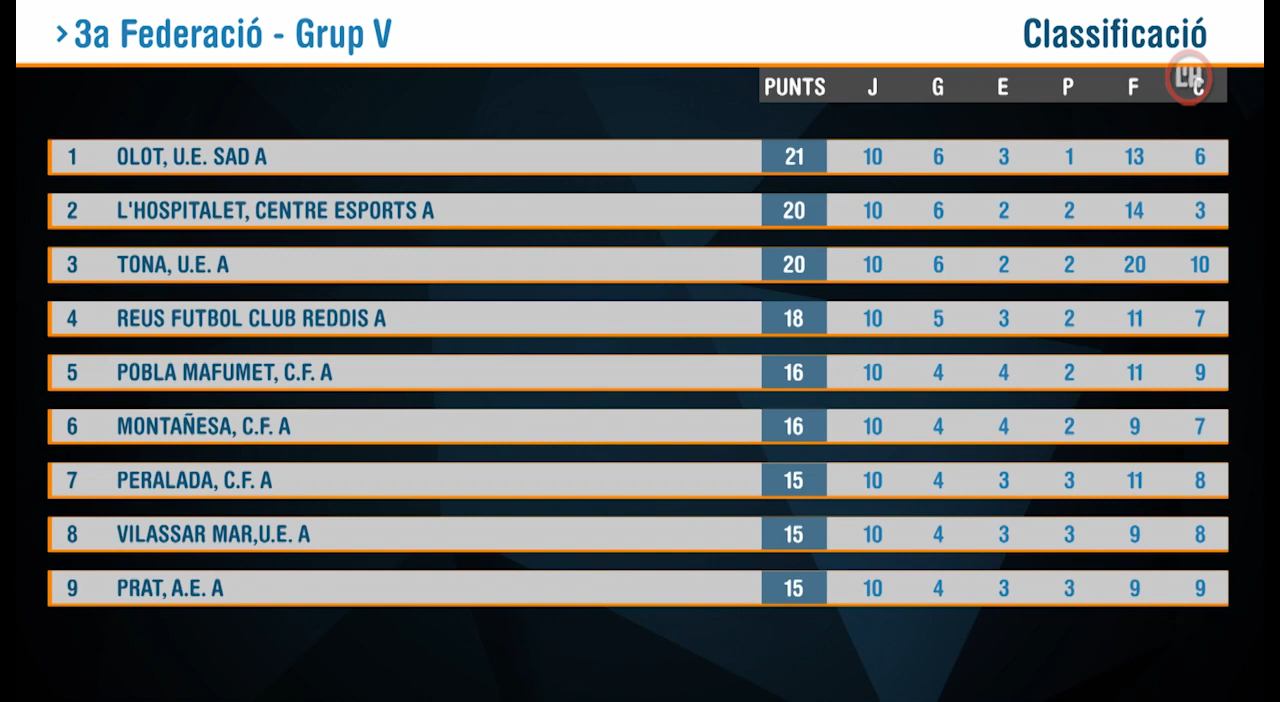 >3a Federació - Grup V Classificació
PUNTS J G E P F C
1 OLOT, U.E. SAD A 21 10 6 3 1 13 6
2 L'HOSPITALET, CENTRE ESPORTS A 20 10 6 2 2 14 3
3 TONA, U.E. A 20 10 6 2 2 20 10
4 REUS FUTBOL CLUB REDDIS A 18 10 5 3 2 11 7
5 POBLA MAFUMET, C.F. A 16 10 4 4 2 11 9
6 MONTAÑESA, C.F. A 16 10 4 4 2 9 7
7 PERALADA, C.F. A 15 10 4 3 3 11 8
8 VILASSAR MAR,U.E. A 15 10 4 3 3 9 8
9 PRAT, A.E. A 15 10 4 3 3 9 9